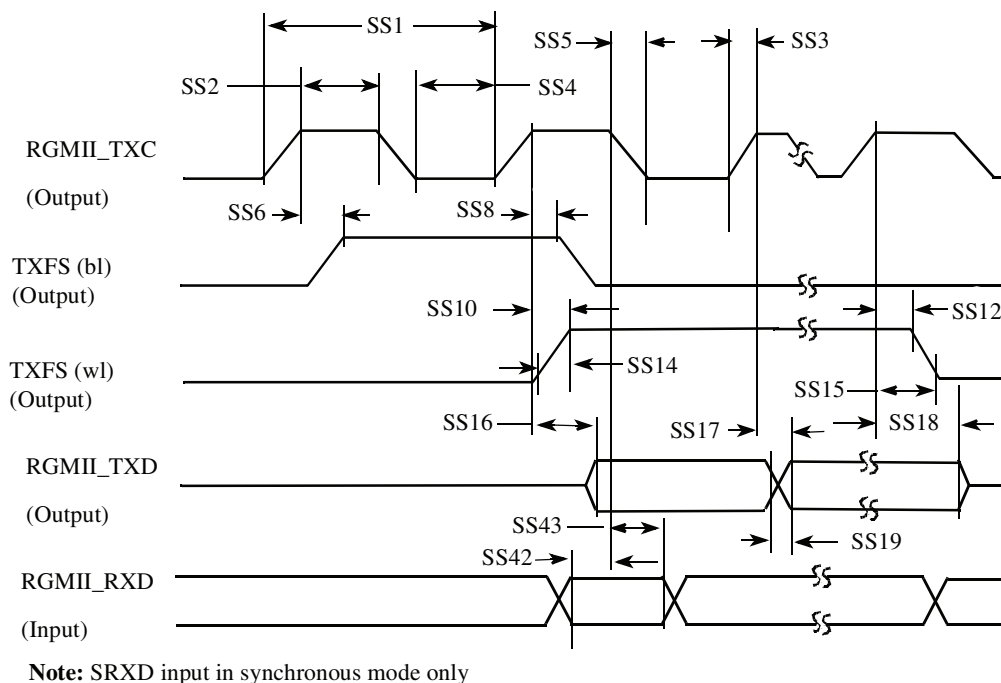 SS1
SS5
SS3
SS2
SS4
RGMII_TXC
(Output)
SS6
SS8
TXFS (bl)
(Output)
SS10
SS12
TXFS (wl)
(Output)
SS14
SS15
SS16
SS17
SS18
RGMII_TXD
(Output)
SS43
SS42
SS19
RGMII_RXD
(Input)
Note: SRXD input in synchronous mode only